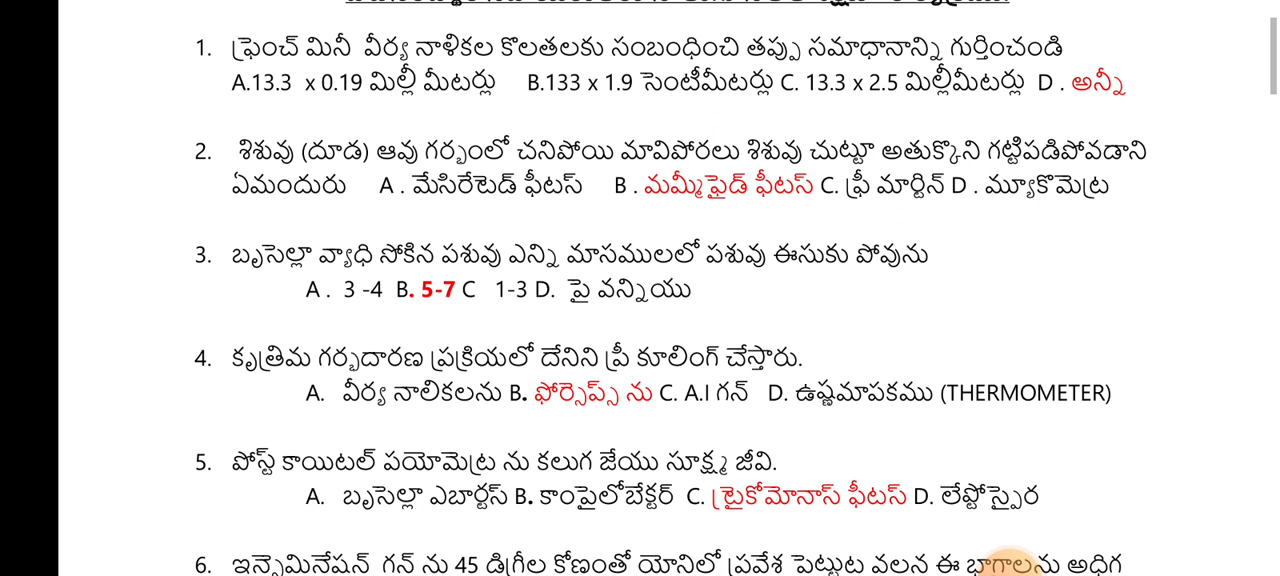 1. ఫ్రెంచ్ మినీ వీర్య నాళికల కొలతలకు సంబంధించి తప్పు సమాధానాన్ని గుర్తించండి
A.13.3 x 0.19 మిల్లీ మీటర్లు B.133 x 1.9 సెంటీమీటర్లు C. 13.3 x 2.5 మిల్లీమీటర్లు D . అన్నీ
2. శిశువు (దూడ) ఆవు గర్భంలో చనిపోయి మావిపోరలు శిశువు చుట్టూ అతుక్కొని గట్టిపడిపోవడాని
ఏమందురు A . మేసిరేటెడ్ ఫీటస్ B . మమ్మీఫైడ్ ఫీటస్ C. ఫ్రీ మార్టిన్ D . మ్యూకొమెట్ర
3. బృసెల్లా వ్యాధి సోకిన పశువు ఎన్ని మాసములలో పశువు ఈసుకు పోవును
A . 3 -4 B. 5-7 C 1-3 D. పై వన్నియు
4. కృత్రిమ గర్భదారణ ప్రక్రియలో దేనిని ప్రీ కూలింగ్ చేస్తారు.
A. వీర్య నాలికలను B. ఫోర్సెప్స్ ను C. A.I గన్ D. ఉష్ణమాపకము (THERMOMETER)
5. పోస్ట్ కాయిటల్ పయోమెట్ర ను కలుగ జేయు సూక్ష్మ జీవి.
A. బృసెల్లా ఎబార్టస్ B. కాంపైలోబేక్టర్ C. ట్రైకోమోనాస్ ఫీటస్ D. లేప్టోస్పైర
6. ఇన్సెమినేషన్ గన్ ను 45 డిగ్రీల కోణంతో యోనిలో ప్రవేశ పెట్టుట వలన ఈ భాగాలను అధిగ